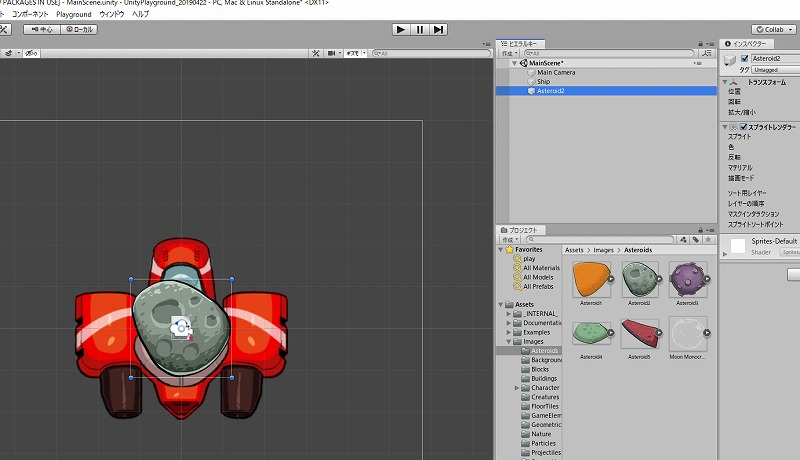 PACKAGES IN USE] - MainScene.unity - UnityPlayground_20190422 - PC, Mac & Linux Standalone* <DX11>
ト コンポーネント Playground ウィンドウ ヘルプ
中心 ローカル
Collab
ギズモ
All
ヒエラルキー
作成
All
MainScene*
Main Camera
Ship
Asteroid2
インスペクター
Asteroid2
タグ Untagged
トランスフォーム
位置
回転
拡大/縮小
スプライトレンダラー
スプライト
色
反転
マテリアル
描画モード
ソート用レイヤー
レイヤーの順序
マスクインタラクション
スプライトソートポイント
Sprites-Default
Shader Sprites
プロジェクト
作成
Favorites
play
All Materials
All Models
All Prefabs
Assets
_INTERNAL_
Documentatio
Examples
Images
Asteroids
Background
Blocks
Buildings
Character
Creatures
FloorTiles
GameElem
Geometric
Nature
Particles
Projectiles
Assets Images Asteroids
Asteroid1 Asteroid2 Asteroid3
Asteroid4 Asteroid5 Moon Monocr...